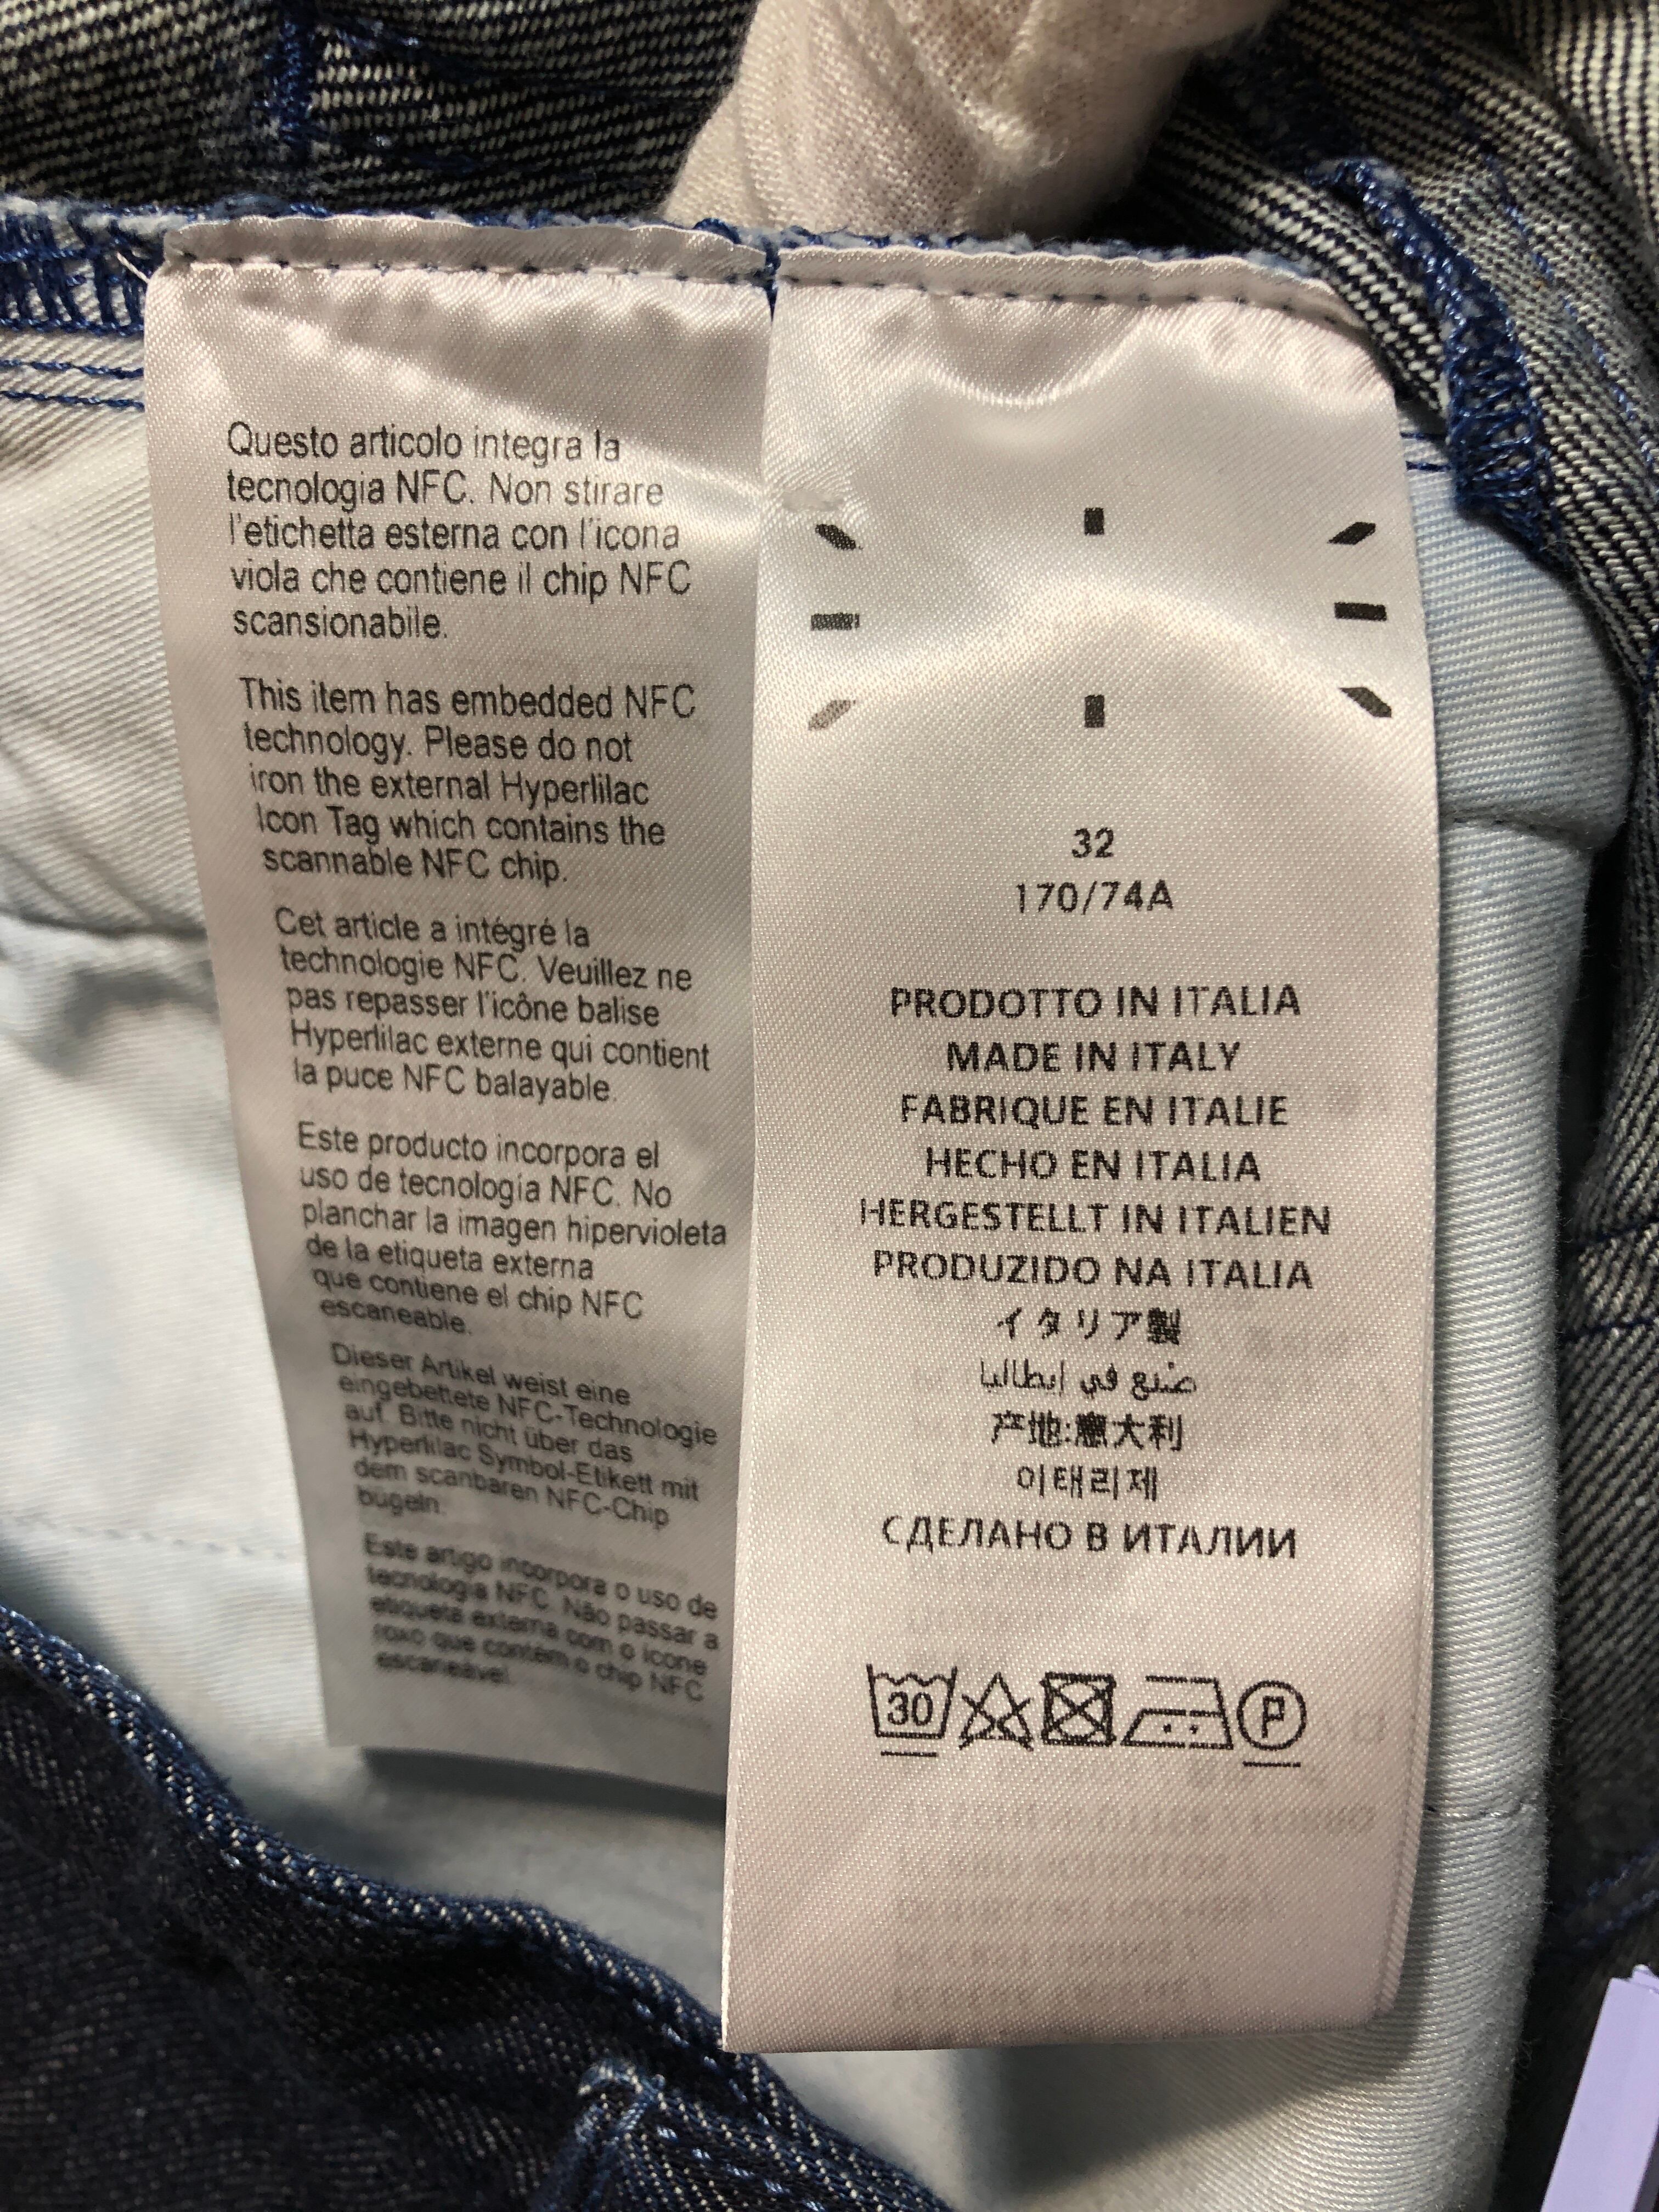 Questo articolo integra la
tecnologia NFC. Non stirare
l'etichetta esterna con l'icona
viola che contiene il chip NFC
scansionabile.
This item has embedded NFC
technology. Please do not
iron the external Hyperlilac
Icon Tag which contains the
scannable NFC chip.
Cet article a intégré la
technologie NFC. Veuillez ne
pas repasser l'icône balise
Hyperlilac externe qui contient
la puce NFC balayable.
Este producto incorpora el
uso de tecnología NFC. No
planchar la imagen hipervioleta
de la etiqueta externa
que contiene el chip NFC
escaneable.
Dieser Artikel weist eine
eingebettete NFC-Technologie
auf. Bitte nicht über das
Hyperlilac Symbol-Etikett mit
dem scanbaren NFC-Chip
bügeln.
Este artigo incorpora o uso de
tecnologia NFC. Não passar a
etiqueta externa com o ícone
roxo que contém o chip NFC
escaneável.
32
170/74A
PRODOTTO IN ITALIA
MADE IN ITALY
FABRIQUE EN ITALIE
HECHO EN ITALIA
HERGESTELLT IN ITALIEN
PRODUZIDO NA ITALIA
イタリア製
صنع في إيطاليا
产地:意大利
이태리제
СДЕЛАНО В ИТАЛИИ
30 P